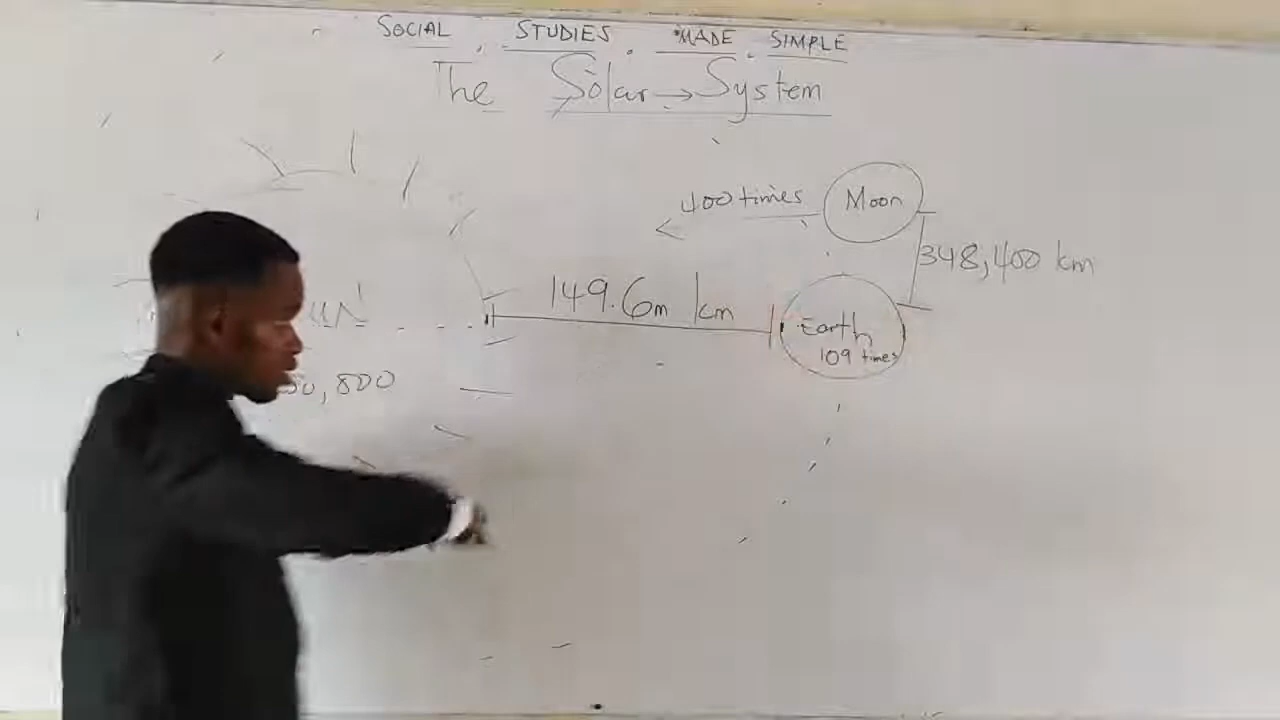 SOCIAL STUDIES MADE SIMPLE
The Solar System
400 times
Moon
348,400 km
149.6m km
Earth
109 times
50,800